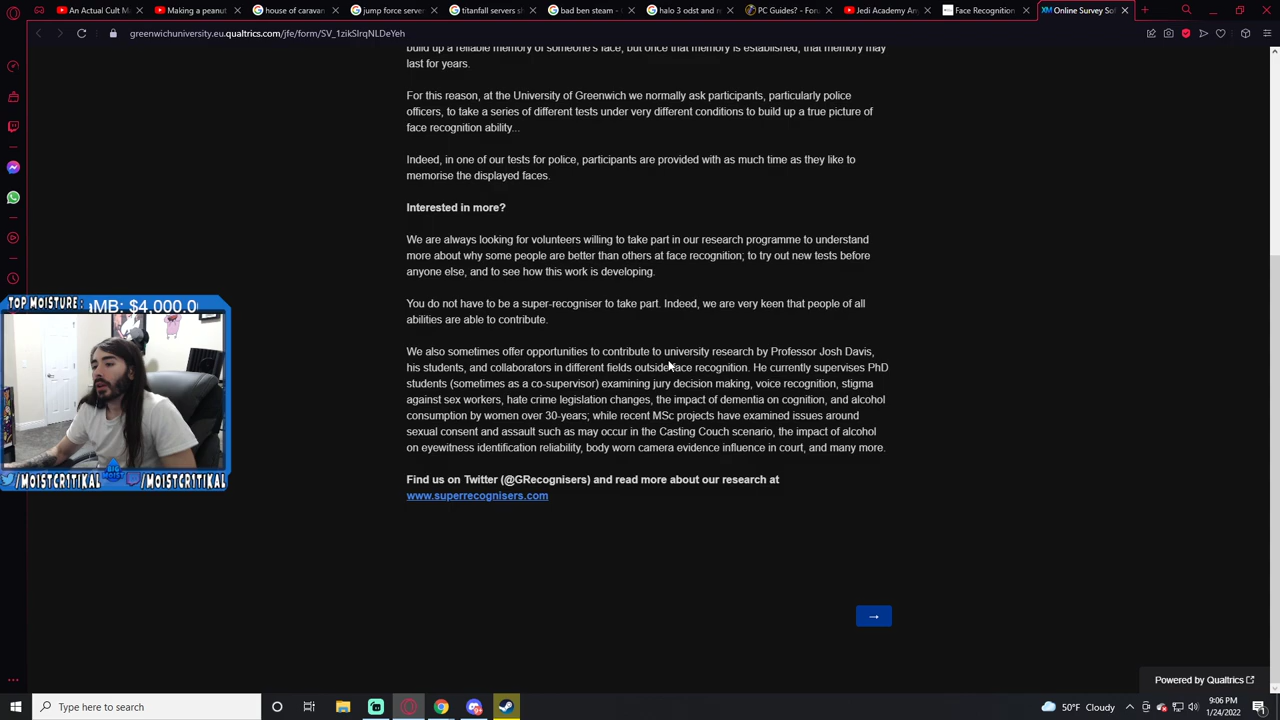 An Actual Cult M
Making a peanut
house of caravan
jump force server
titanfall servers sh
bad ben steam -
halo 3 odst and re
PC Guides? - Foru
Jedi Academy An
Face Recognition
Online Survey Sof
greenwichuniversity.eu.qualtrics.com/jfe/form/SV_1zikSlrqNLDeYeh
build up a reliable memory of someone's face, but once that memory is established, that memory may
last for years.
For this reason, at the University of Greenwich we normally ask participants, particularly police
officers, to take a series of different tests under very different conditions to build up a true picture of
face recognition ability...
Indeed, in one of our tests for police, participants are provided with as much time as they like to
memorise the displayed faces.
Interested in more?
We are always looking for volunteers willing to take part in our research programme to understand
more about why some people are better than others at face recognition; to try out new tests before
anyone else, and to see how this work is developing.
You do not have to be a super-recogniser to take part. Indeed, we are very keen that people of all
abilities are able to contribute.
We also sometimes offer opportunities to contribute to university research by Professor Josh Davis,
his students, and collaborators in different fields outside face recognition. He currently supervises PhD
students (sometimes as a co-supervisor) examining jury decision making, voice recognition, stigma
against sex workers, hate crime legislation changes, the impact of dementia on cognition, and alcohol
consumption by women over 30-years; while recent MSc projects have examined issues around
sexual consent and assault such as may occur in the Casting Couch scenario, the impact of alcohol
on eyewitness identification reliability, body worn camera evidence influence in court, and many more.
Find us on Twitter (@GRecognisers) and read more about our research at
www.superrecognisers.com
→
TOP MOISTURE: aMB: $4,000.0
BIG MOIST
/MOISTCR1TIKAL /MOISTCR1TIKAL
Powered by Qualtrics
Type here to search
50°F Cloudy
9:06 PM
1/24/2022